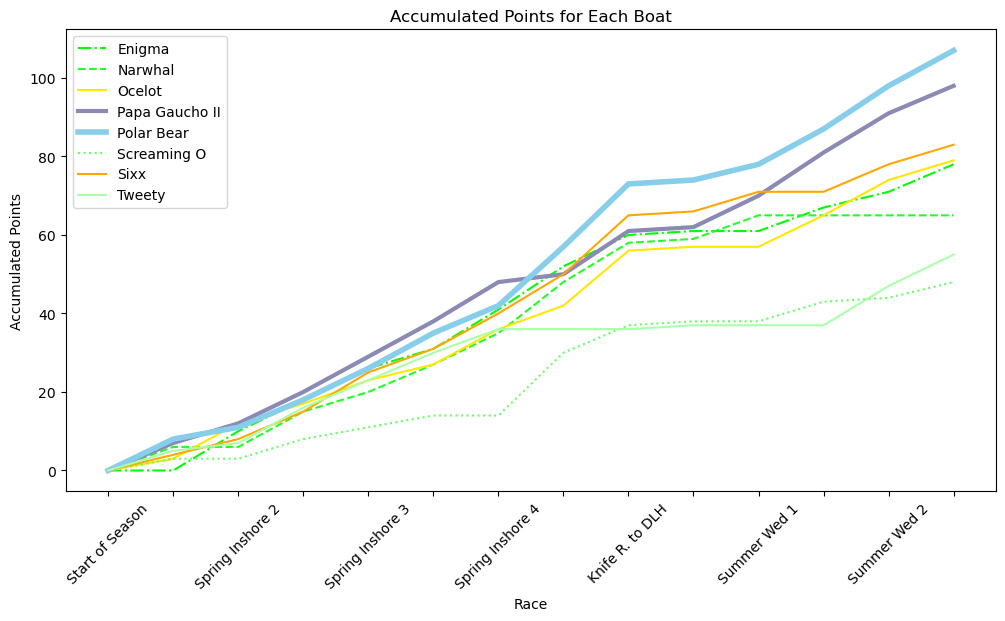 Accumulated Points for Each Boat
Enigma
Narwhal
Ocelot
Papa Gaucho II
Polar Bear
Screaming O
Sixx
Tweety
100
80
60
40
20
0
Accumulated Points
Start of Season
Spring Inshore 2
Spring Inshore 3
Spring Inshore 4
Knife R. to DLH
Summer Wed 1
Summer Wed 2
Race